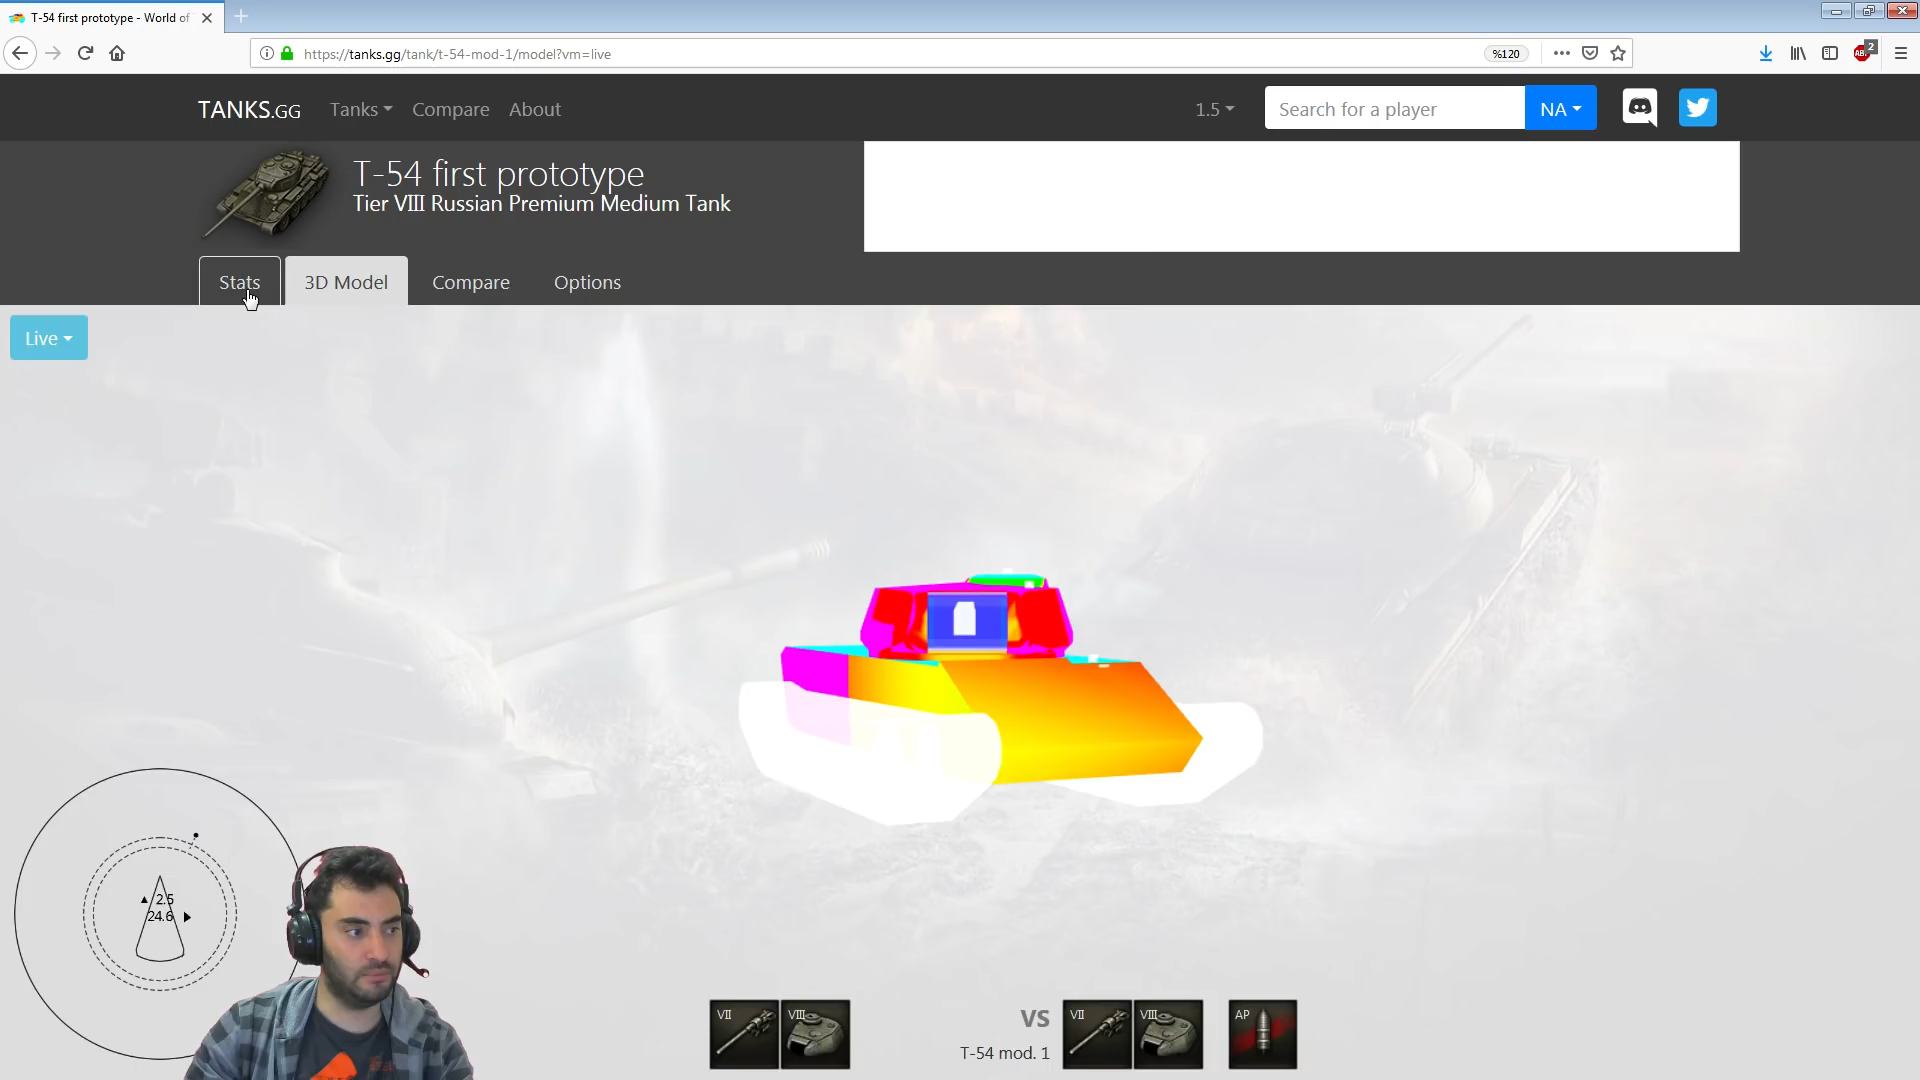 T-54 first prototype - World of
https://tanks.gg/tank/t-54-mod-1/model?vm=live
%120
2
TANKS.GG
Tanks
Compare
About
1.5
Search for a player
NA
T-54 first prototype
Tier VIII Russian Premium Medium Tank
Stats
3D Model
Compare
Options
Live
2.5
24.6
VII
VIII
VS
T-54 mod. 1
VII
VIII
AP